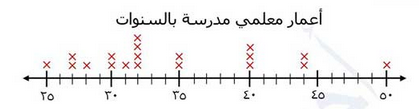 أعمار معلمي مدرسة بالسنوات
٢٥ ٣٠ ٣٥ ٤٠ ٤٥ ٥٠